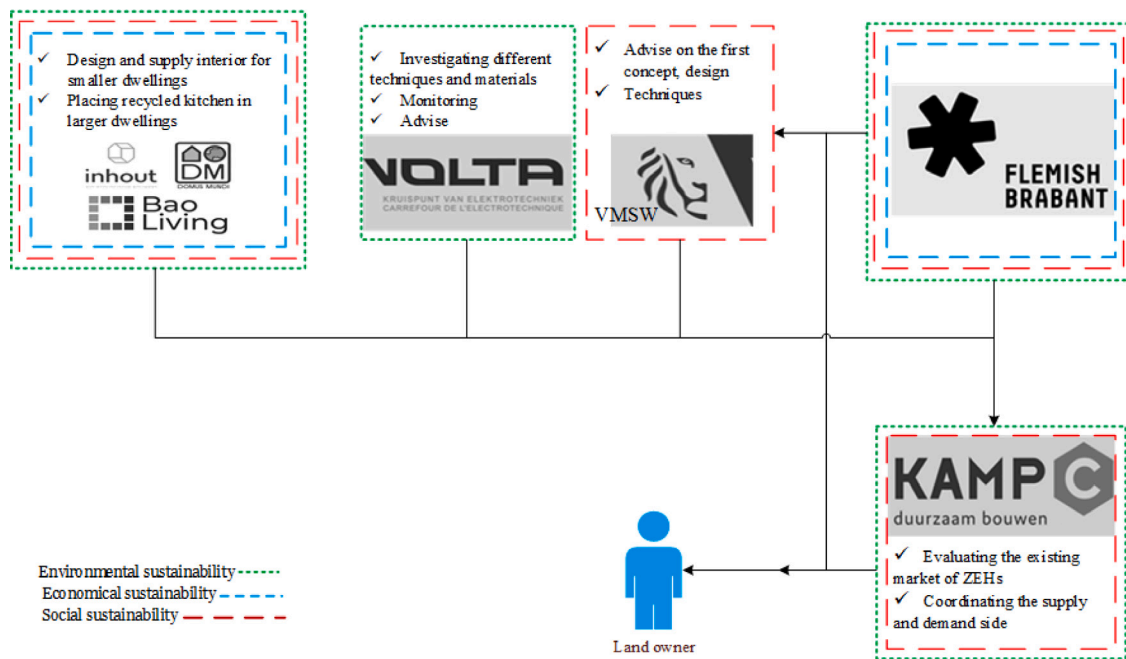 ✓ Design and supply interior for
smaller dwellings
✓ Placing recycled kitchen in
larger dwellings
inhout
DM
DOMUS MUNDI
Bao
Living
✓ Investigating different
techniques and materials
✓ Monitoring
✓ Advise
VOLTA
KRUISPUNT VAN ELEKTROTECHNIEK
CARREFOUR DE L'ELECTROTECHNIQUE
✓ Advise on the first
concept, design
✓ Techniques
VMSW
FLEMISH
BRABANT
KAMP C
duurzaam bouwen
✓ Evaluating the existing
market of ZEHs
✓ Coordinating the supply
and demand side
Land owner
Environmental sustainability
Economical sustainability
Social sustainability